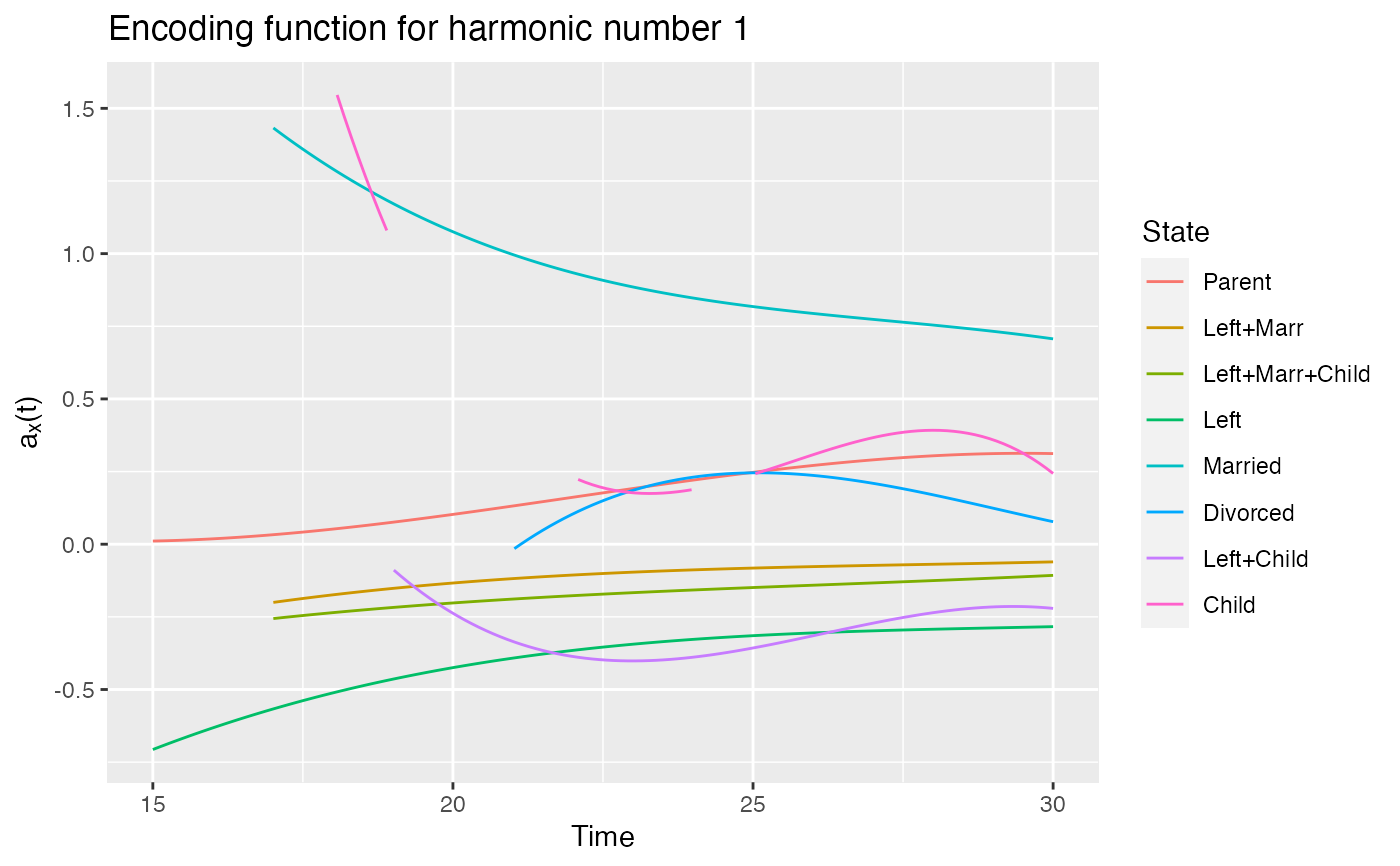 Encoding function for harmonic number 1
1.5
1.0
0.5
0.0
-0.5
aₓ(t)
15 20 25 30
Time
State
Parent
Left+Marr
Left+Marr+Child
Left
Married
Divorced
Left+Child
Child